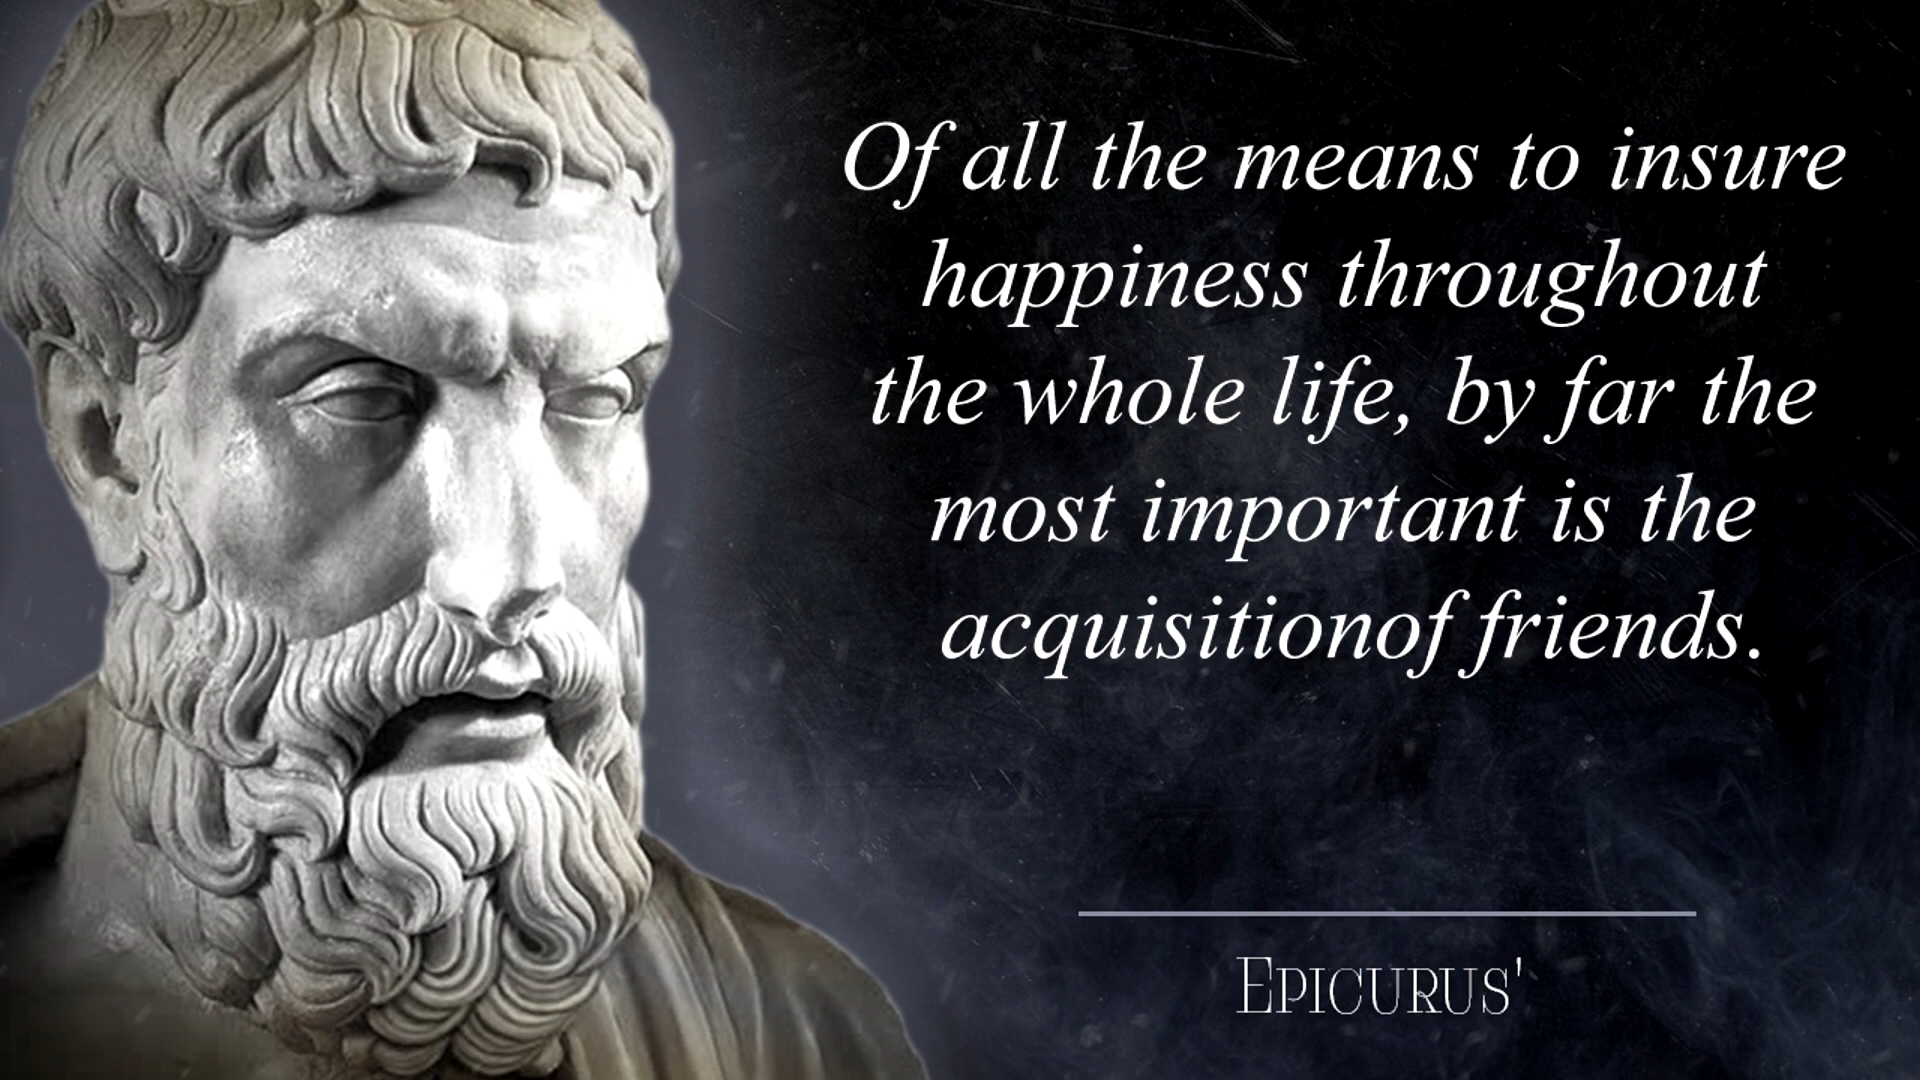 Of all the means to insure
happiness throughout
the whole life, by far the
most important is the
acquisitionof friends.
EPICURUS'